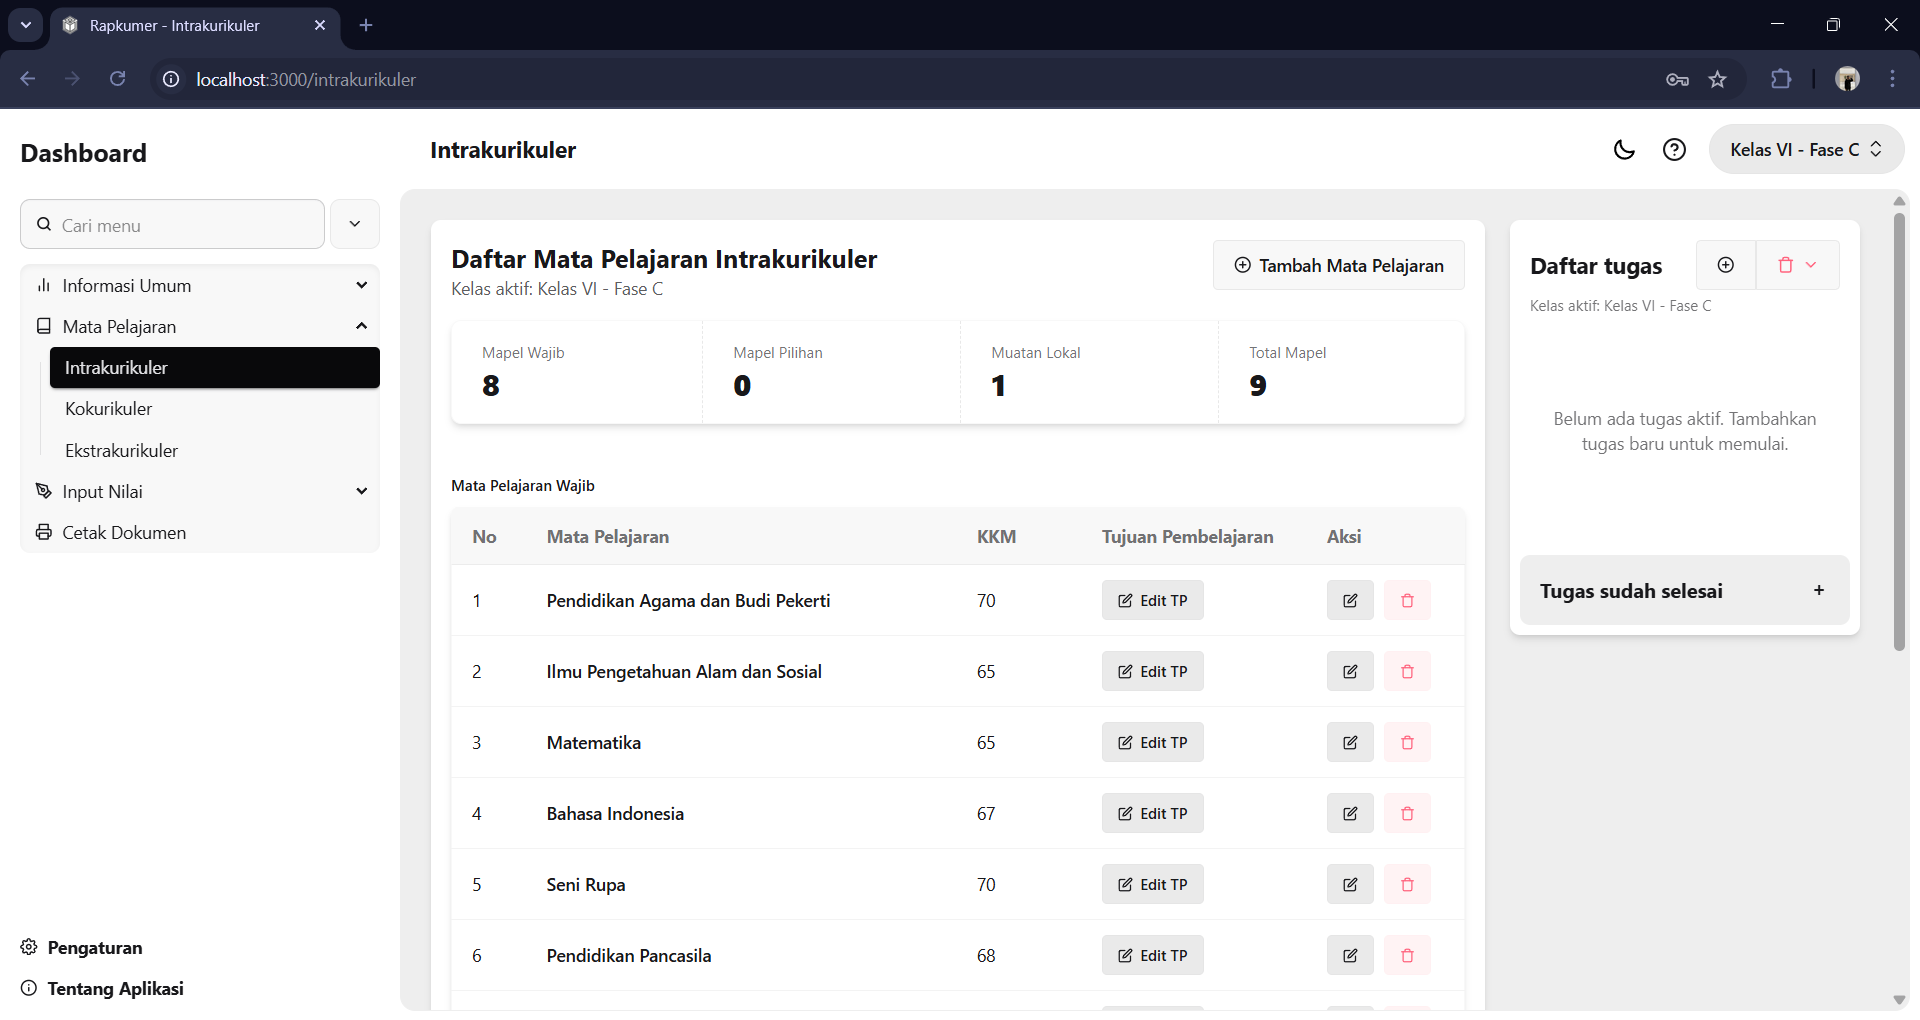 Rapkumer - Intrakurikuler
localhost:3000/intrakurikuler
Dashboard
Cari menu
Informasi Umum
Mata Pelajaran
Intrakurikuler
Kokurikuler
Ekstrakurikuler
Input Nilai
Cetak Dokumen
Pengaturan
Tentang Aplikasi
Intrakurikuler
Kelas VI - Fase C
Daftar Mata Pelajaran Intrakurikuler
Kelas aktif: Kelas VI - Fase C
Tambah Mata Pelajaran
Mapel Wajib
8
Mapel Pilihan
0
Muatan Lokal
1
Total Mapel
9
Mata Pelajaran Wajib
No Mata Pelajaran KKM Tujuan Pembelajaran Aksi
1 Pendidikan Agama dan Budi Pekerti 70 Edit TP
2 Ilmu Pengetahuan Alam dan Sosial 65 Edit TP
3 Matematika 65 Edit TP
4 Bahasa Indonesia 67 Edit TP
5 Seni Rupa 70 Edit TP
6 Pendidikan Pancasila 68 Edit TP
Daftar tugas
Kelas aktif: Kelas VI - Fase C
Belum ada tugas aktif. Tambahkan
tugas baru untuk memulai.
Tugas sudah selesai +